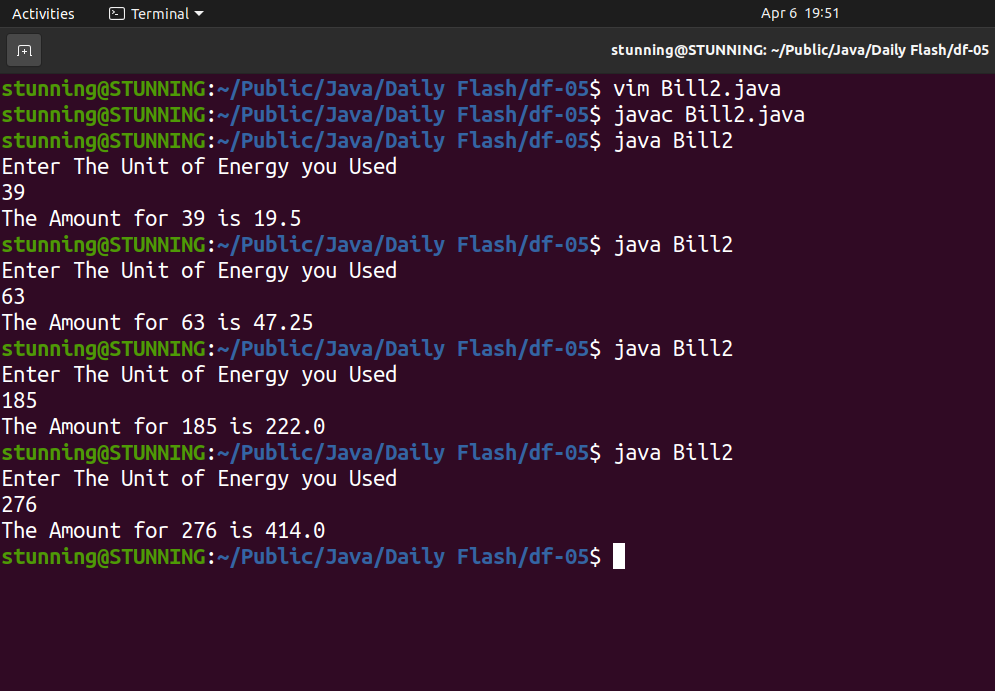 Activities Terminal Apr 6 19:51
stunning@STUNNING: ~/Public/Java/Daily Flash/df-05
stunning@STUNNING:~/Public/Java/Daily Flash/df-05$ vim Bill2.java
stunning@STUNNING:~/Public/Java/Daily Flash/df-05$ javac Bill2.java
stunning@STUNNING:~/Public/Java/Daily Flash/df-05$ java Bill2
Enter The Unit of Energy you Used
39
The Amount for 39 is 19.5
stunning@STUNNING:~/Public/Java/Daily Flash/df-05$ java Bill2
Enter The Unit of Energy you Used
63
The Amount for 63 is 47.25
stunning@STUNNING:~/Public/Java/Daily Flash/df-05$ java Bill2
Enter The Unit of Energy you Used
185
The Amount for 185 is 222.0
stunning@STUNNING:~/Public/Java/Daily Flash/df-05$ java Bill2
Enter The Unit of Energy you Used
276
The Amount for 276 is 414.0
stunning@STUNNING:~/Public/Java/Daily Flash/df-05$